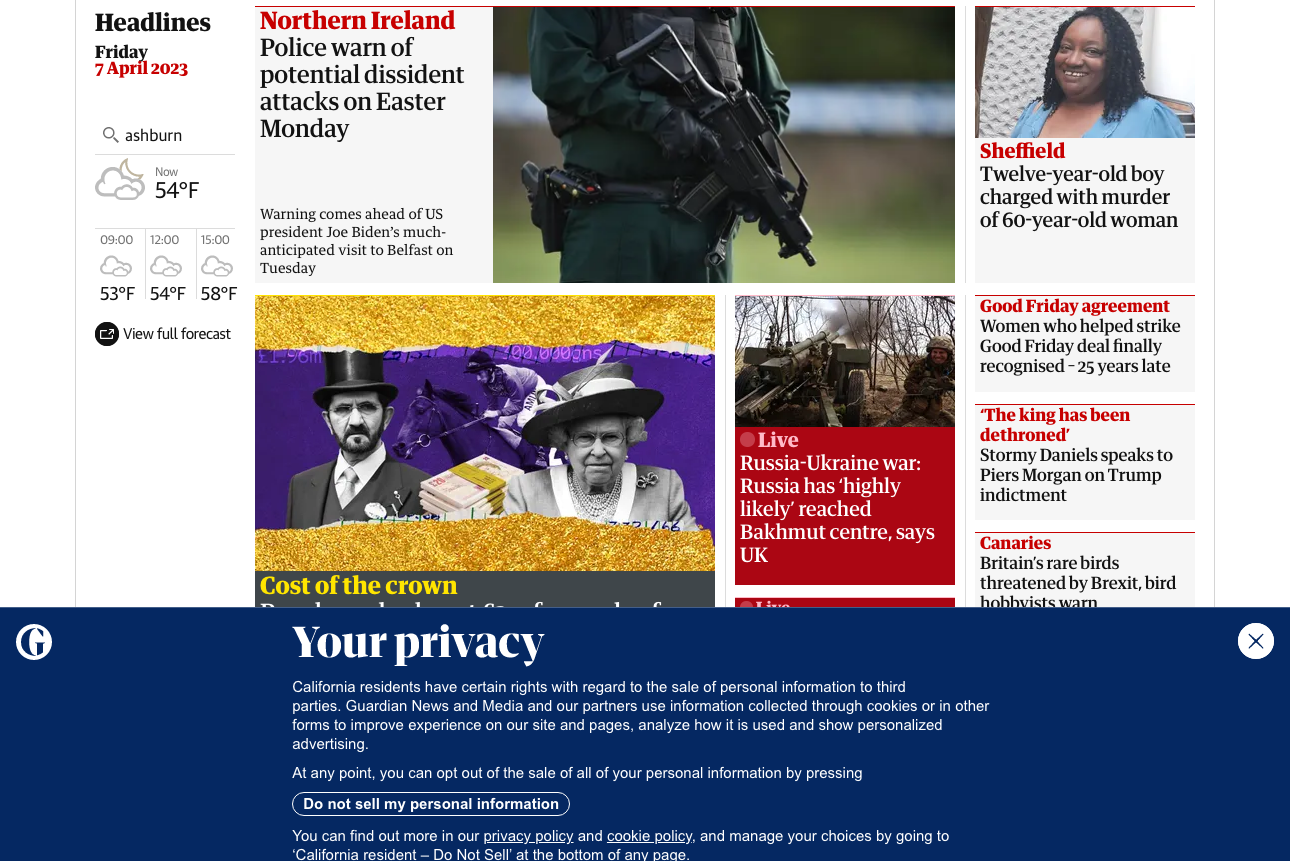 Headlines
Friday
7 April 2023
ashburn
Now
54°F
09:00 12:00 15:00
53°F 54°F 58°F
View full forecast
Northern Ireland
Police warn of
potential dissident
attacks on Easter
Monday
Warning comes ahead of US
president Joe Biden’s much-
anticipated visit to Belfast on
Tuesday
Sheffield
Twelve-year-old boy
charged with murder
of 60-year-old woman
Cost of the crown
Live
Russia-Ukraine war:
Russia has ‘highly
likely’ reached
Bakhmut centre, says
UK
Live
Good Friday agreement
Women who helped strike
Good Friday deal finally
recognised – 25 years late
‘The king has been
dethroned’
Stormy Daniels speaks to
Piers Morgan on Trump
indictment
Canaries
Britain’s rare birds
threatened by Brexit, bird
hobbyists warn
Your privacy
California residents have certain rights with regard to the sale of personal information to third
parties. Guardian News and Media and our partners use information collected through cookies or in other
forms to improve experience on our site and pages, analyze how it is used and show personalized
advertising.
At any point, you can opt out of the sale of all of your personal information by pressing
Do not sell my personal information
You can find out more in our privacy policy and cookie policy, and manage your choices by going to
‘California resident – Do Not Sell’ at the bottom of any page.